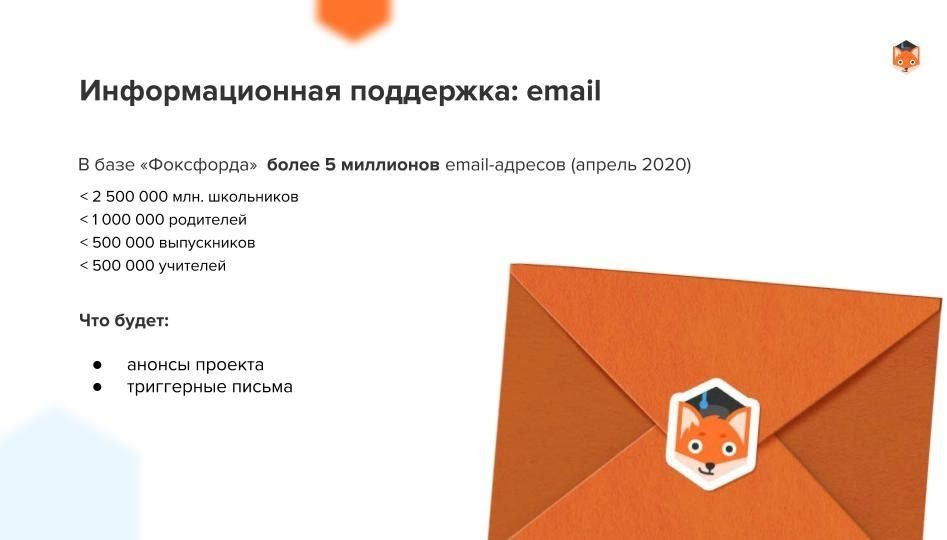 Информационная поддержка: email
В базе «Фоксфорда» более 5 миллионов email-адресов (апрель 2020)
< 2 500 000 млн. школьников
< 1 000 000 родителей
< 500 000 выпускников
< 500 000 учителей
Что будет:
● анонсы проекта
● триггерные письма